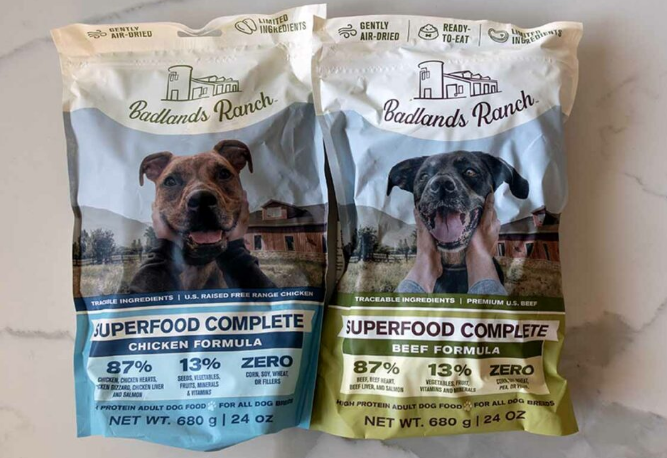 GENTLY
AIR-DRIED
LIMITED
INGREDIENTS
Badlands Ranch
TRACEABLE INGREDIENTS | U.S. RAISED FREE RANGE CHICKEN
SUPERFOOD COMPLETE
CHICKEN FORMULA
87%
CHICKEN, CHICKEN HEARTS,
CHICKEN GIZZARD, CHICKEN LIVER
AND SALMON
13%
SEEDS, VEGETABLES,
FRUITS, MINERALS
& VITAMINS
ZERO
CORN, SOY, WHEAT,
OR FILLERS
PROTEIN ADULT DOG FOOD FOR ALL DOG BREEDS
NET WT. 680 g | 24 OZ
GENTLY
AIR-DRIED
READY-
TO-EAT
LIMITED
INGREDIENTS
Badlands Ranch
TRACEABLE INGREDIENTS | PREMIUM U.S. BEEF
SUPERFOOD COMPLETE
BEEF FORMULA
87%
BEEF, BEEF HEART,
BEEF LIVER, AND SALMON
13%
VEGETABLES, FRUIT,
VITAMINS AND MINERALS
ZERO
HIGH PROTEIN ADULT DOG FOOD FOR ALL DOG BREEDS
NET WT. 680 g | 24 OZ